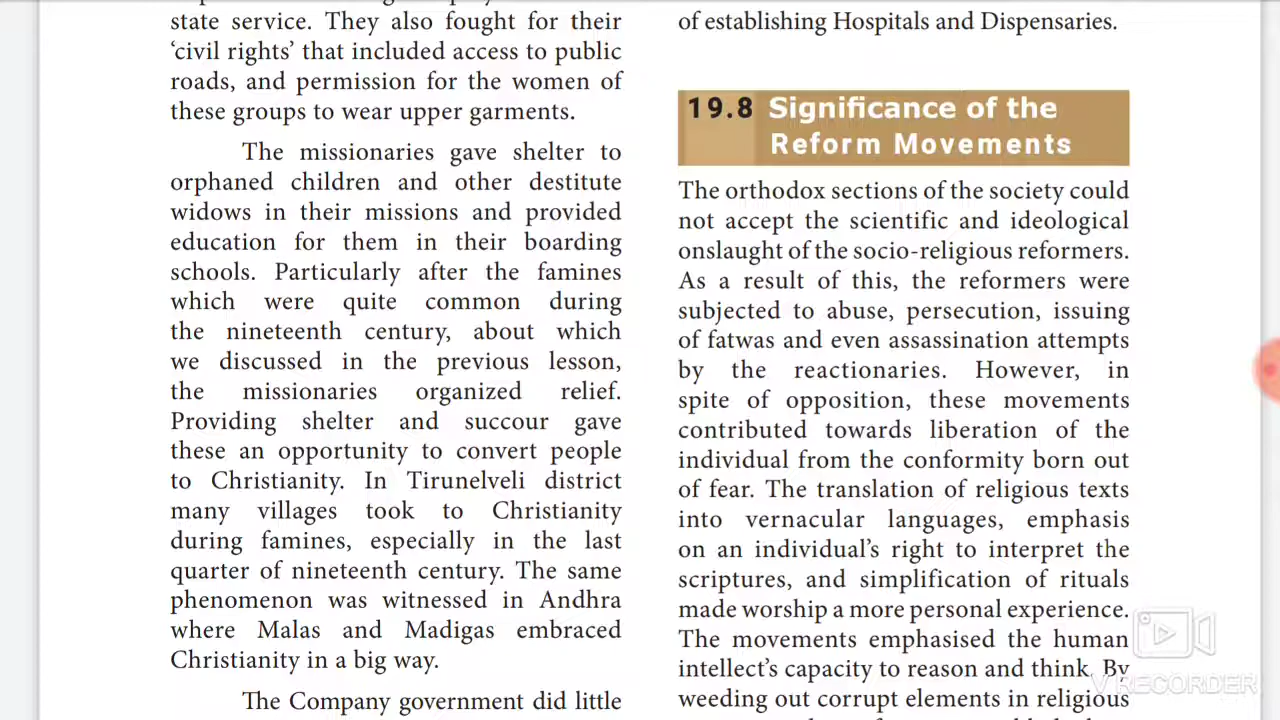 state service. They also fought for their
‘civil rights’ that included access to public
roads, and permission for the women of
these groups to wear upper garments.
The missionaries gave shelter to
orphaned children and other destitute
widows in their missions and provided
education for them in their boarding
schools. Particularly after the famines
which were quite common during
the nineteenth century, about which
we discussed in the previous lesson,
the missionaries organized relief.
Providing shelter and succour gave
these an opportunity to convert people
to Christianity. In Tirunelveli district
many villages took to Christianity
during famines, especially in the last
quarter of nineteenth century. The same
phenomenon was witnessed in Andhra
where Malas and Madigas embraced
Christianity in a big way.
The Company government did little
of establishing Hospitals and Dispensaries.
19.8 Significance of the
Reform Movements
The orthodox sections of the society could
not accept the scientific and ideological
onslaught of the socio-religious reformers.
As a result of this, the reformers were
subjected to abuse, persecution, issuing
of fatwas and even assassination attempts
by the reactionaries. However, in
spite of opposition, these movements
contributed towards liberation of the
individual from the conformity born out
of fear. The translation of religious texts
into vernacular languages, emphasis
on an individual’s right to interpret the
scriptures, and simplification of rituals
made worship a more personal experience.
The movements emphasised the human
intellect’s capacity to reason and think. By
weeding out corrupt elements in religious
V RECORDER